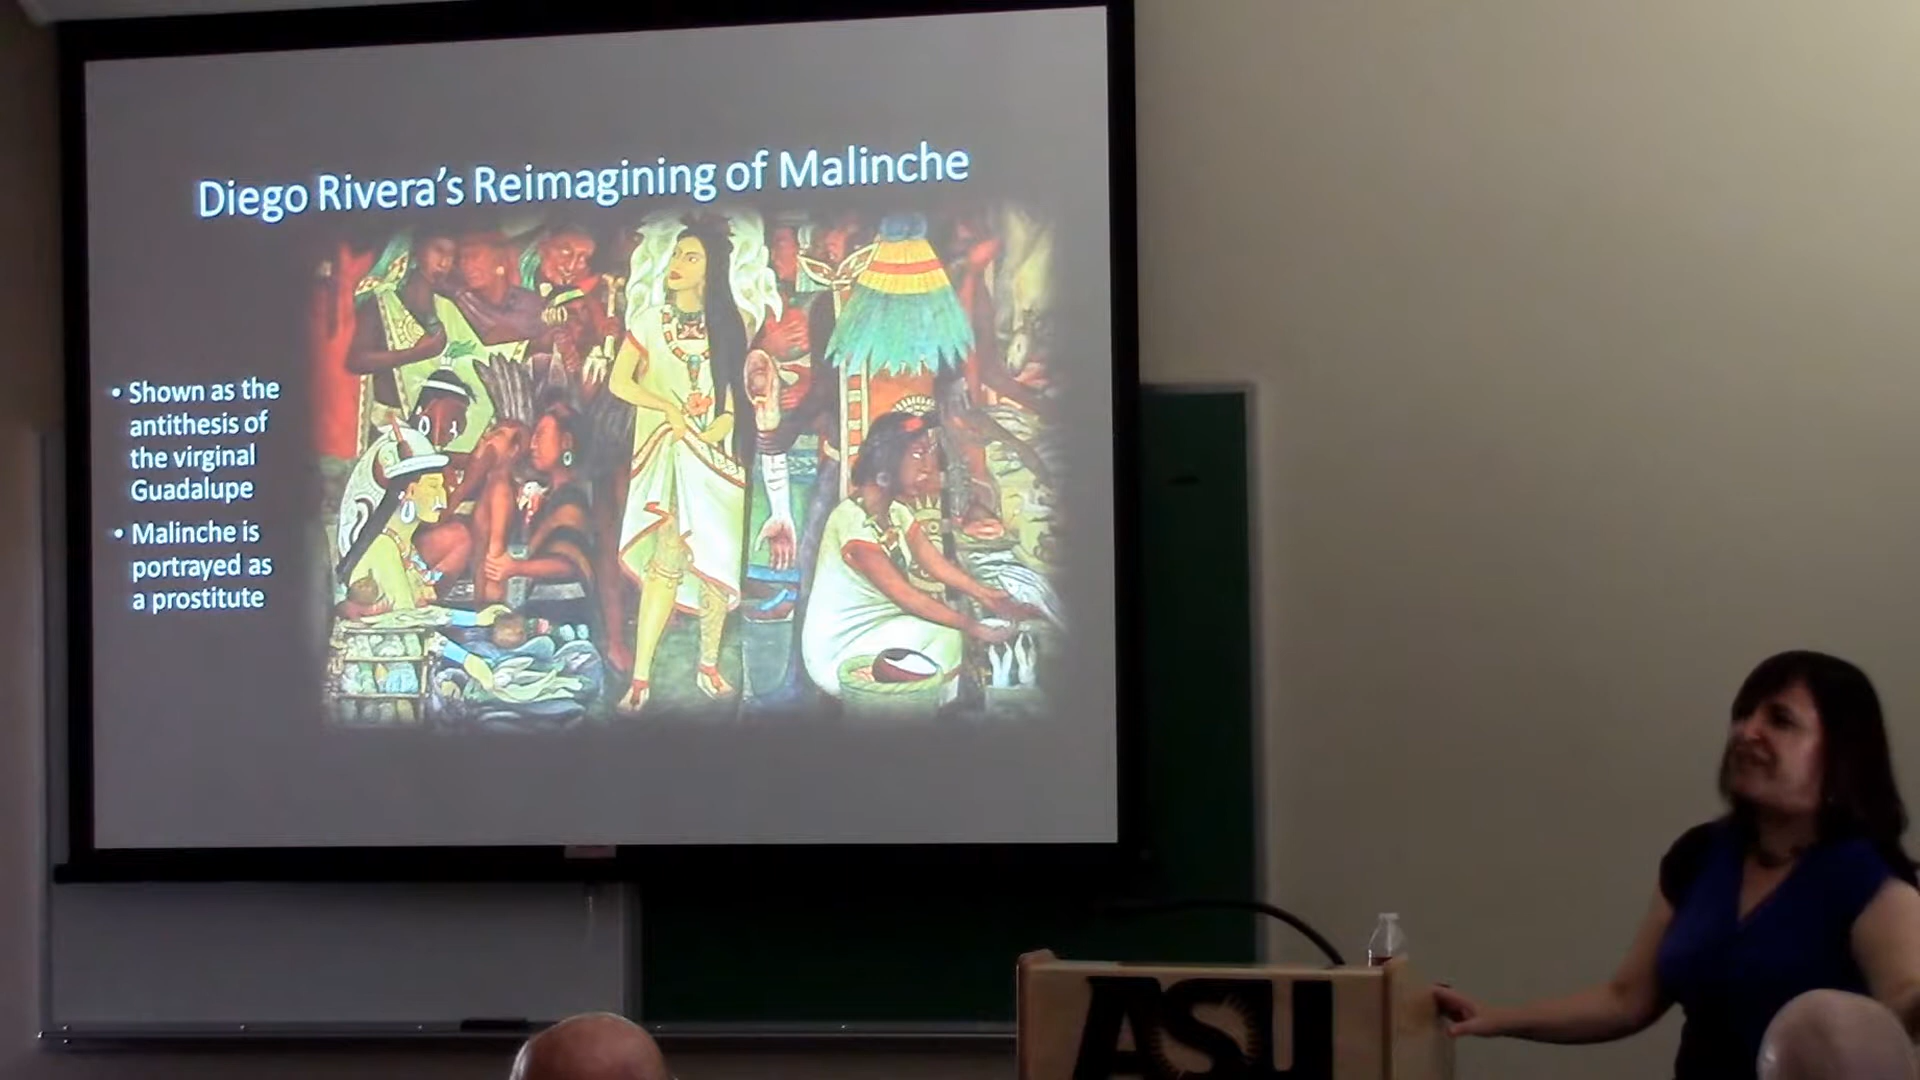 Diego Rivera’s Reimagining of Malinche
• Shown as the
antithesis of
the virginal
Guadalupe
• Malinche is
portrayed as
a prostitute
ASU